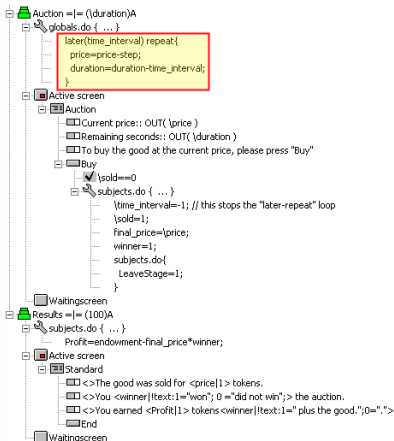 Auction =|= (\duration)A
globals.do { ... }
later(time_interval) repeat{
price=price-step;
duration=duration-time_interval;
}
Active screen
Auction
Current price:: OUT( \price )
Remaining seconds:: OUT( \duration )
To buy the good at the current price, please press "Buy"
Buy
\sold==0
subjects.do { ... }
\time_interval=-1; // this stops the "later-repeat" loop
\sold=1;
final_price=\price;
winner=1;
subjects.do{
LeaveStage=1;
}
Waitingscreen
Results =|= (100)A
subjects.do { ... }
Profit=endowment-final_price*winner;
Active screen
Standard
<>The good was sold for <price|1> tokens.
<>You <winner|!text:1="won"; 0 ="did not win";> the auction.
<>You earned <Profit|1> tokens<winner|!text:1=" plus the good.";0=".">
End
Waitingscreen